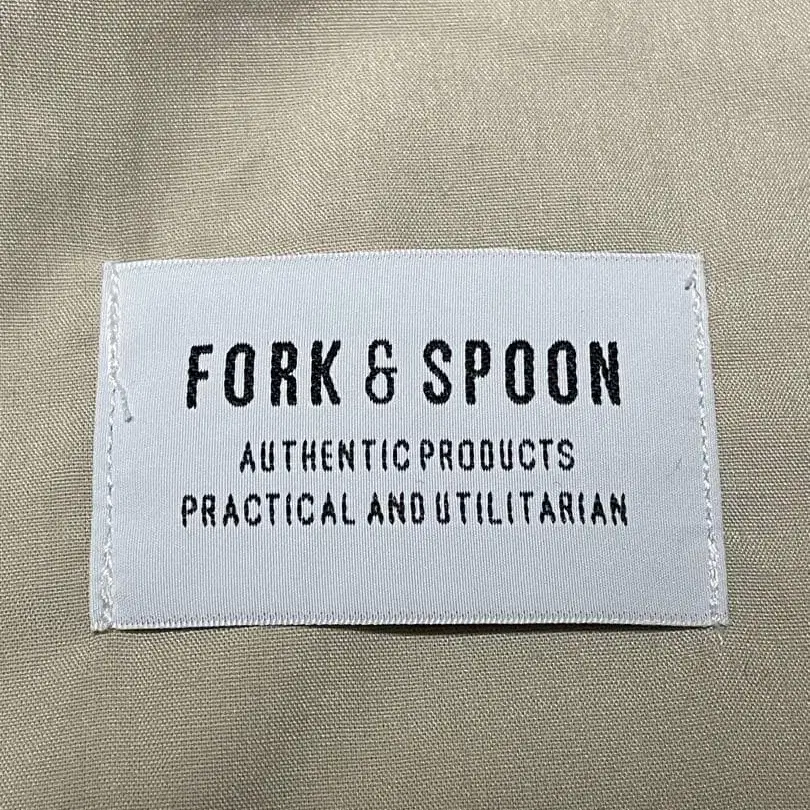 FORK & SPOON
AUTHENTIC PRODUCTS
PRACTICAL AND UTILITARIAN